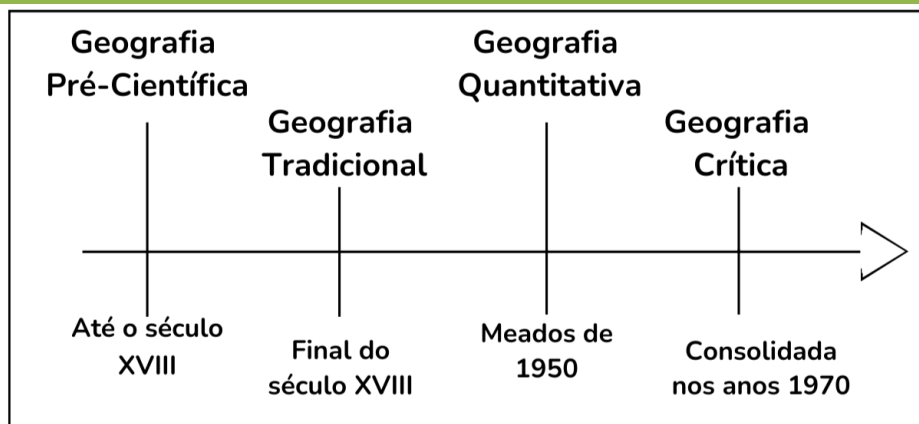 Geografia
Pré-Científica
Geografia
Tradicional
Geografia
Quantitativa
Geografia
Crítica
Até o século
XVIII
Final do
século XVIII
Meados de
1950
Consolidada
nos anos 1970